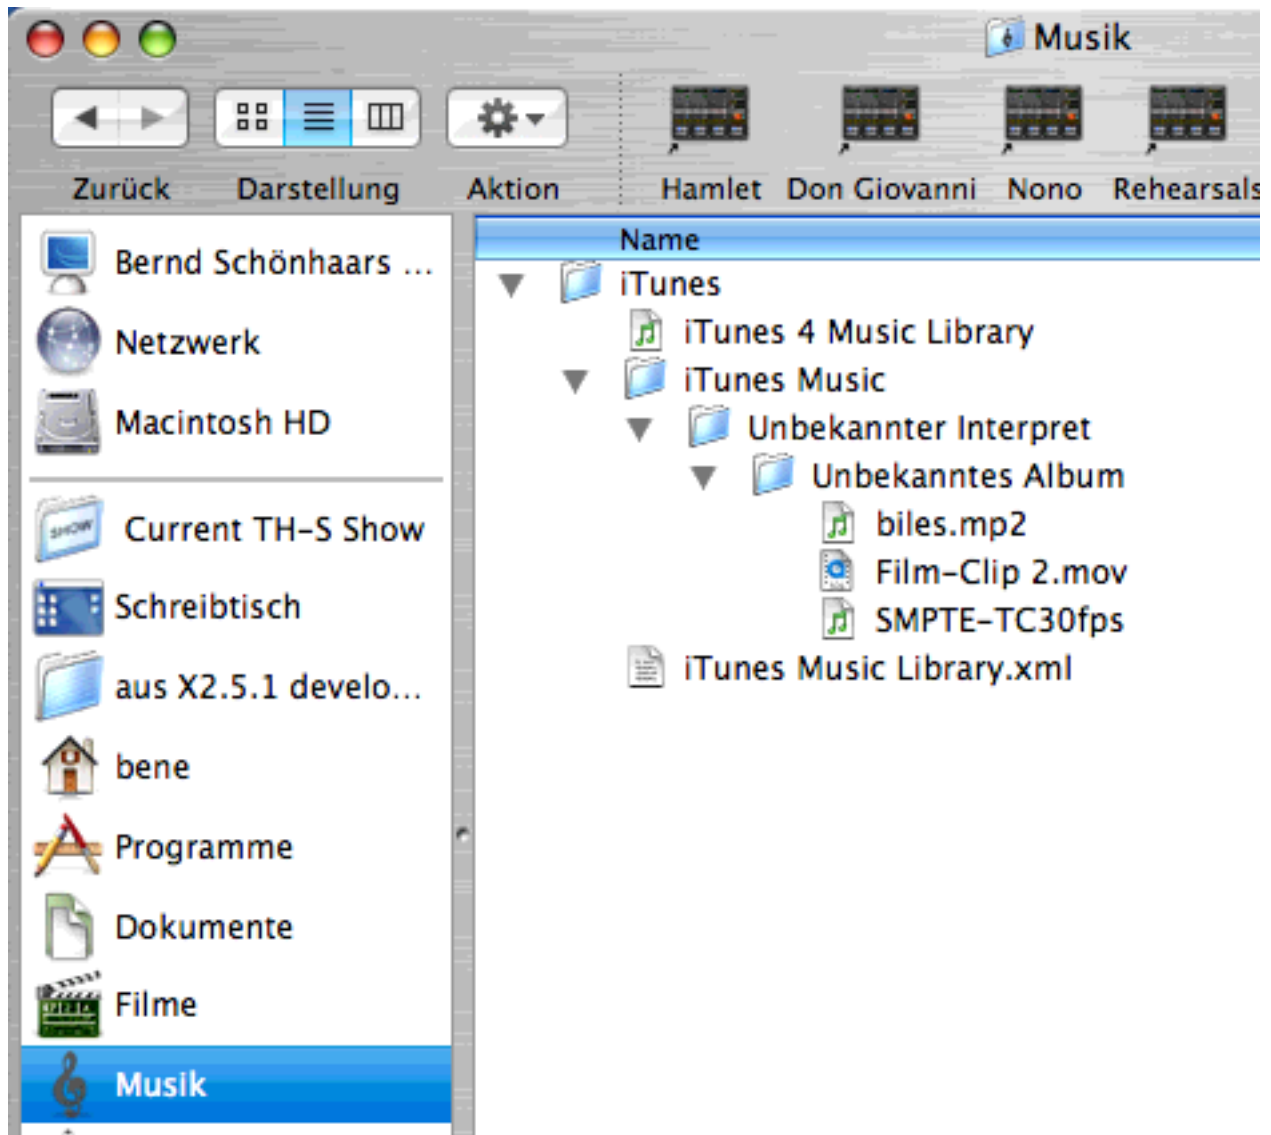 Musik
Zurück Darstellung Aktion Hamlet Don Giovanni Nono Rehearsals
Bernd Schönhaars ...
Netzwerk
Macintosh HD
SHOW
Current TH-S Show
Schreibtisch
aus X2.5.1 develo...
bene
Programme
Dokumente
Filme
Musik
Name
iTunes
iTunes 4 Music Library
iTunes Music
Unbekannter Interpret
Unbekanntes Album
biles.mp2
Film-Clip 2.mov
SMPTE-TC30fps
iTunes Music Library.xml